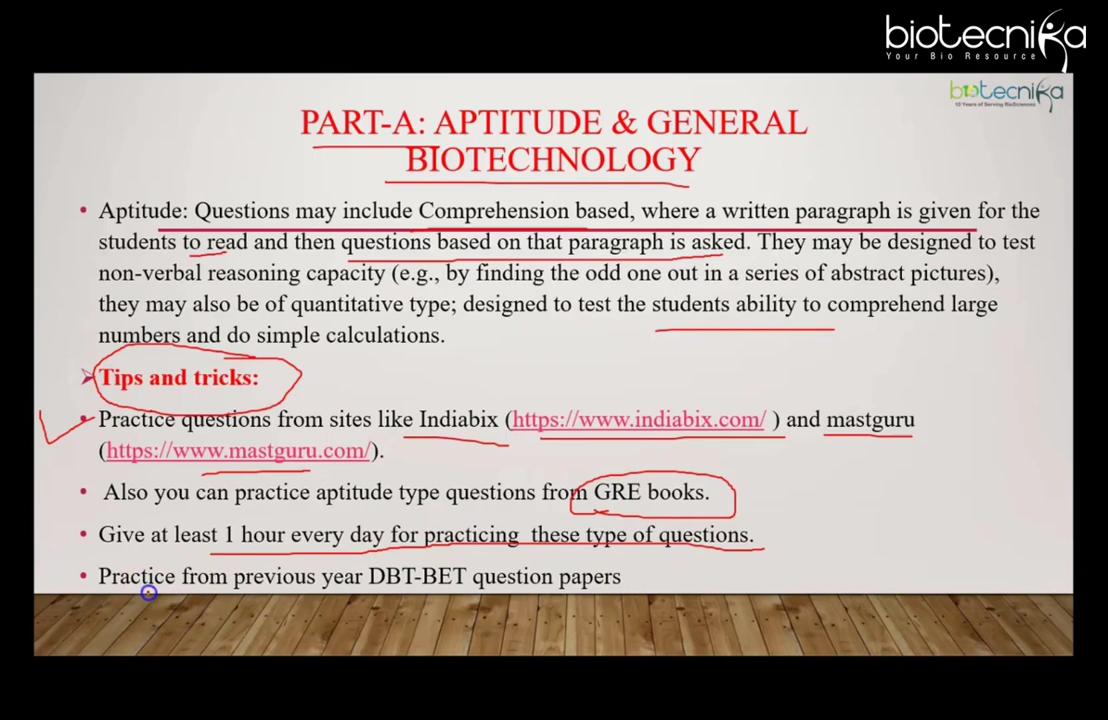 biotecnika
Your Bio Resource
biotecnika
10 Years of Serving BioSciences
PART-A: APTITUDE & GENERAL
BIOTECHNOLOGY
• Aptitude: Questions may include Comprehension based, where a written paragraph is given for the
students to read and then questions based on that paragraph is asked. They may be designed to test
non-verbal reasoning capacity (e.g., by finding the odd one out in a series of abstract pictures),
they may also be of quantitative type; designed to test the students ability to comprehend large
numbers and do simple calculations.
➢ Tips and tricks:
• Practice questions from sites like Indiabix (https://www.indiabix.com/ ) and mastguru
(https://www.mastguru.com/).
• Also you can practice aptitude type questions from GRE books.
• Give at least 1 hour every day for practicing these type of questions.
• Practice from previous year DBT-BET question papers